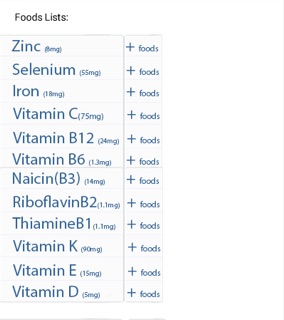 Foods Lists:
Zinc (8mg) + foods
Selenium (55mg) + foods
Iron (18mg) + foods
Vitamin C(75mg) + foods
Vitamin B12 (24mg) + foods
Vitamin B6 (1.3mg) + foods
Naicin(B3) (14mg) + foods
RiboflavinB2(1.1mg) + foods
ThiamineB1(1.1mg) + foods
Vitamin K (90mg) + foods
Vitamin E (15mg) + foods
Vitamin D (5mg) + foods